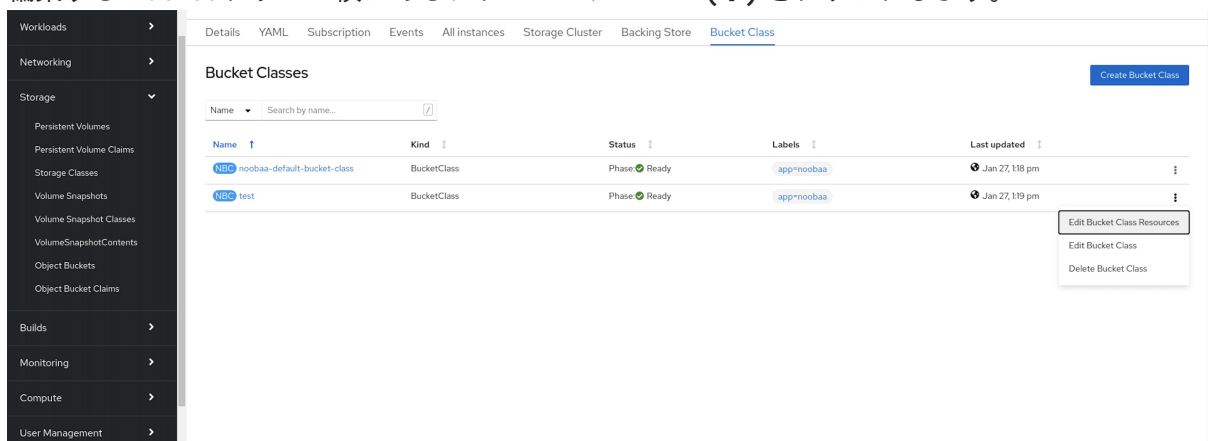 Workloads
Networking
Storage
Persistent Volumes
Persistent Volume Claims
Storage Classes
Volume Snapshots
Volume Snapshot Classes
VolumeSnapshotContents
Object Buckets
Object Bucket Claims
Builds
Monitoring
Compute
User Management
Details YAML Subscription Events All instances Storage Cluster Backing Store Bucket Class
Bucket Classes
Create Bucket Class
Name Search by name... /
Name Kind Status Labels Last updated
NBC noobaa-default-bucket-class BucketClass Phase: Ready app=noobaa Jan 27, 1:18 pm
NBC test BucketClass Phase: Ready app=noobaa Jan 27, 1:19 pm
Edit Bucket Class Resources
Edit Bucket Class
Delete Bucket Class